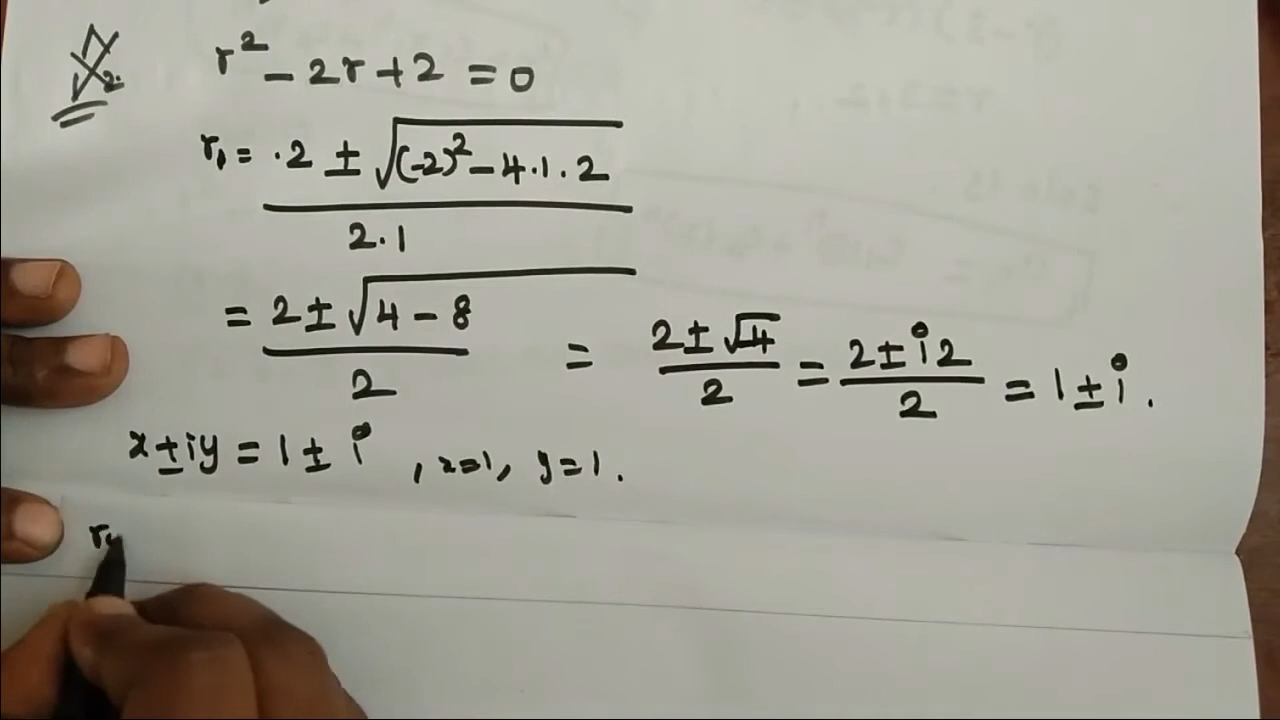 r² - 2r + 2 = 0
r₁ = .2 ± √(-2)² - 4.1.2 / 2.1
= 2 ± √4 - 8 / 2 = 2 ± √-4 / 2 = 2 ± i2 / 2 = 1 ± i.
x ± iy = 1 ± i , x=1, y=1.